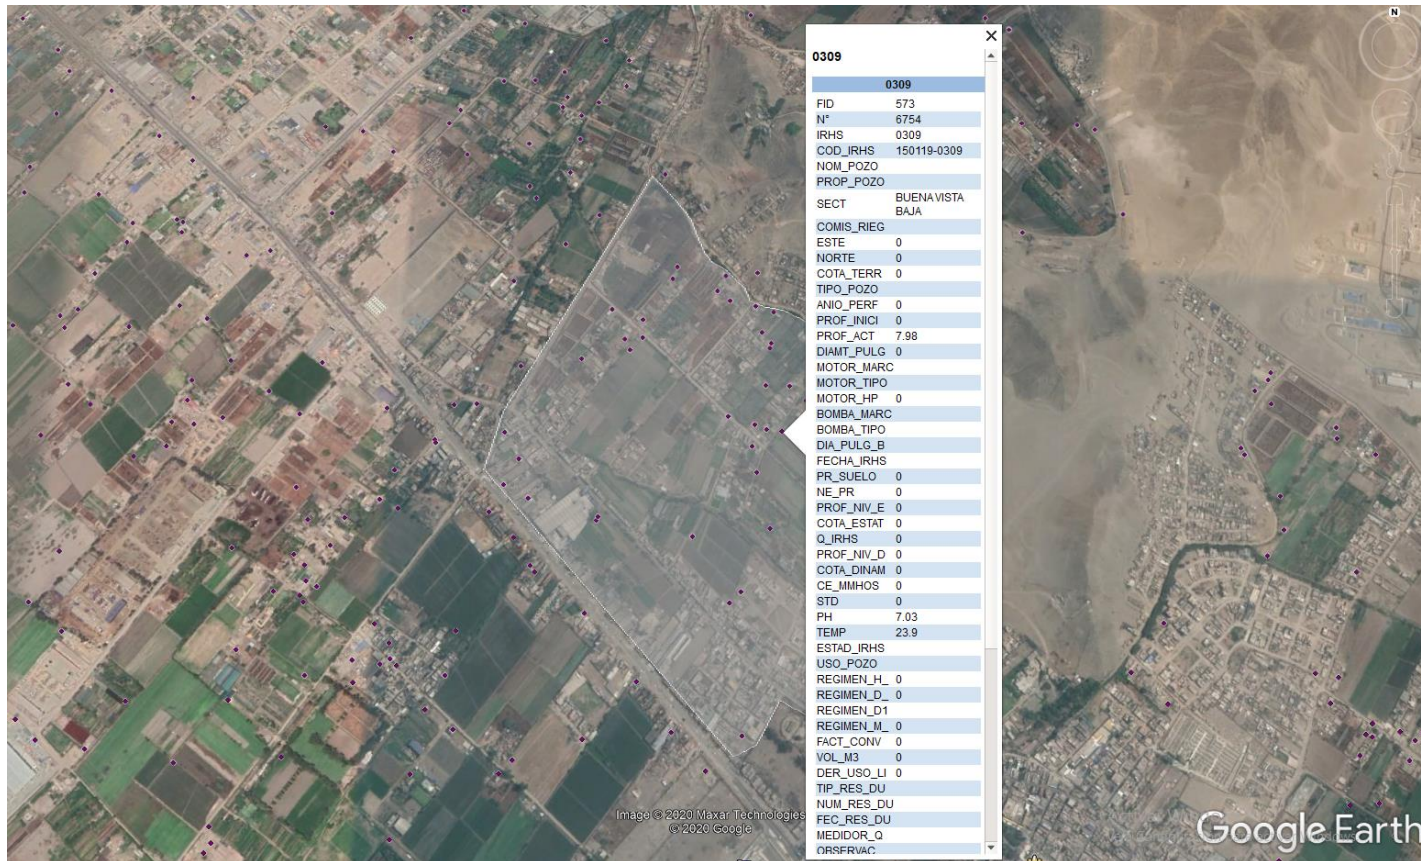 N
0309
0309
FID 573
N° 6754
IRHS 0309
COD_IRHS 150119-0309
NOM_POZO
PROP_POZO
SECT BUENA VISTA BAJA
COMIS_RIEG
ESTE 0
NORTE 0
COTA_TERR 0
TIPO_POZO
ANIO_PERF 0
PROF_INICI 0
PROF_ACT 7.98
DIAMT_PULG 0
MOTOR_MARC
MOTOR_TIPO
MOTOR_HP 0
BOMBA_MARC
BOMBA_TIPO
DIA_PULG_B
FECHA_IRHS
PR_SUELO 0
NE_PR 0
PROF_NIV_E 0
COTA_ESTAT 0
Q_IRHS 0
PROF_NIV_D 0
COTA_DINAM 0
CE_MMHOS 0
STD 0
PH 7.03
TEMP 23.9
ESTAD_IRHS
USO_POZO
REGIMEN_H_ 0
REGIMEN_D_ 0
REGIMEN_D1
REGIMEN_M_ 0
FACT_CONV 0
VOL_M3 0
DER_USO_LI 0
TIP_RES_DU
NUM_RES_DU
FEC_RES_DU
MEDIDOR_Q
OBSERVAC
Image © 2020 Maxar Technologies
© 2020 Google
Google Earth